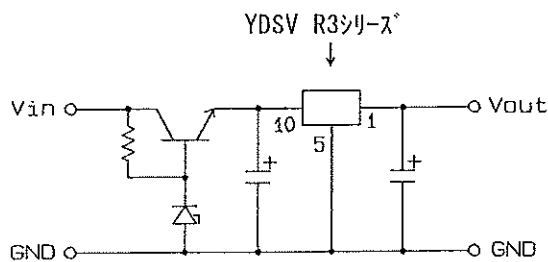 YDSV R3シリーズ
↓
Vin
10
1
Vout
5
+
+
GND
GND